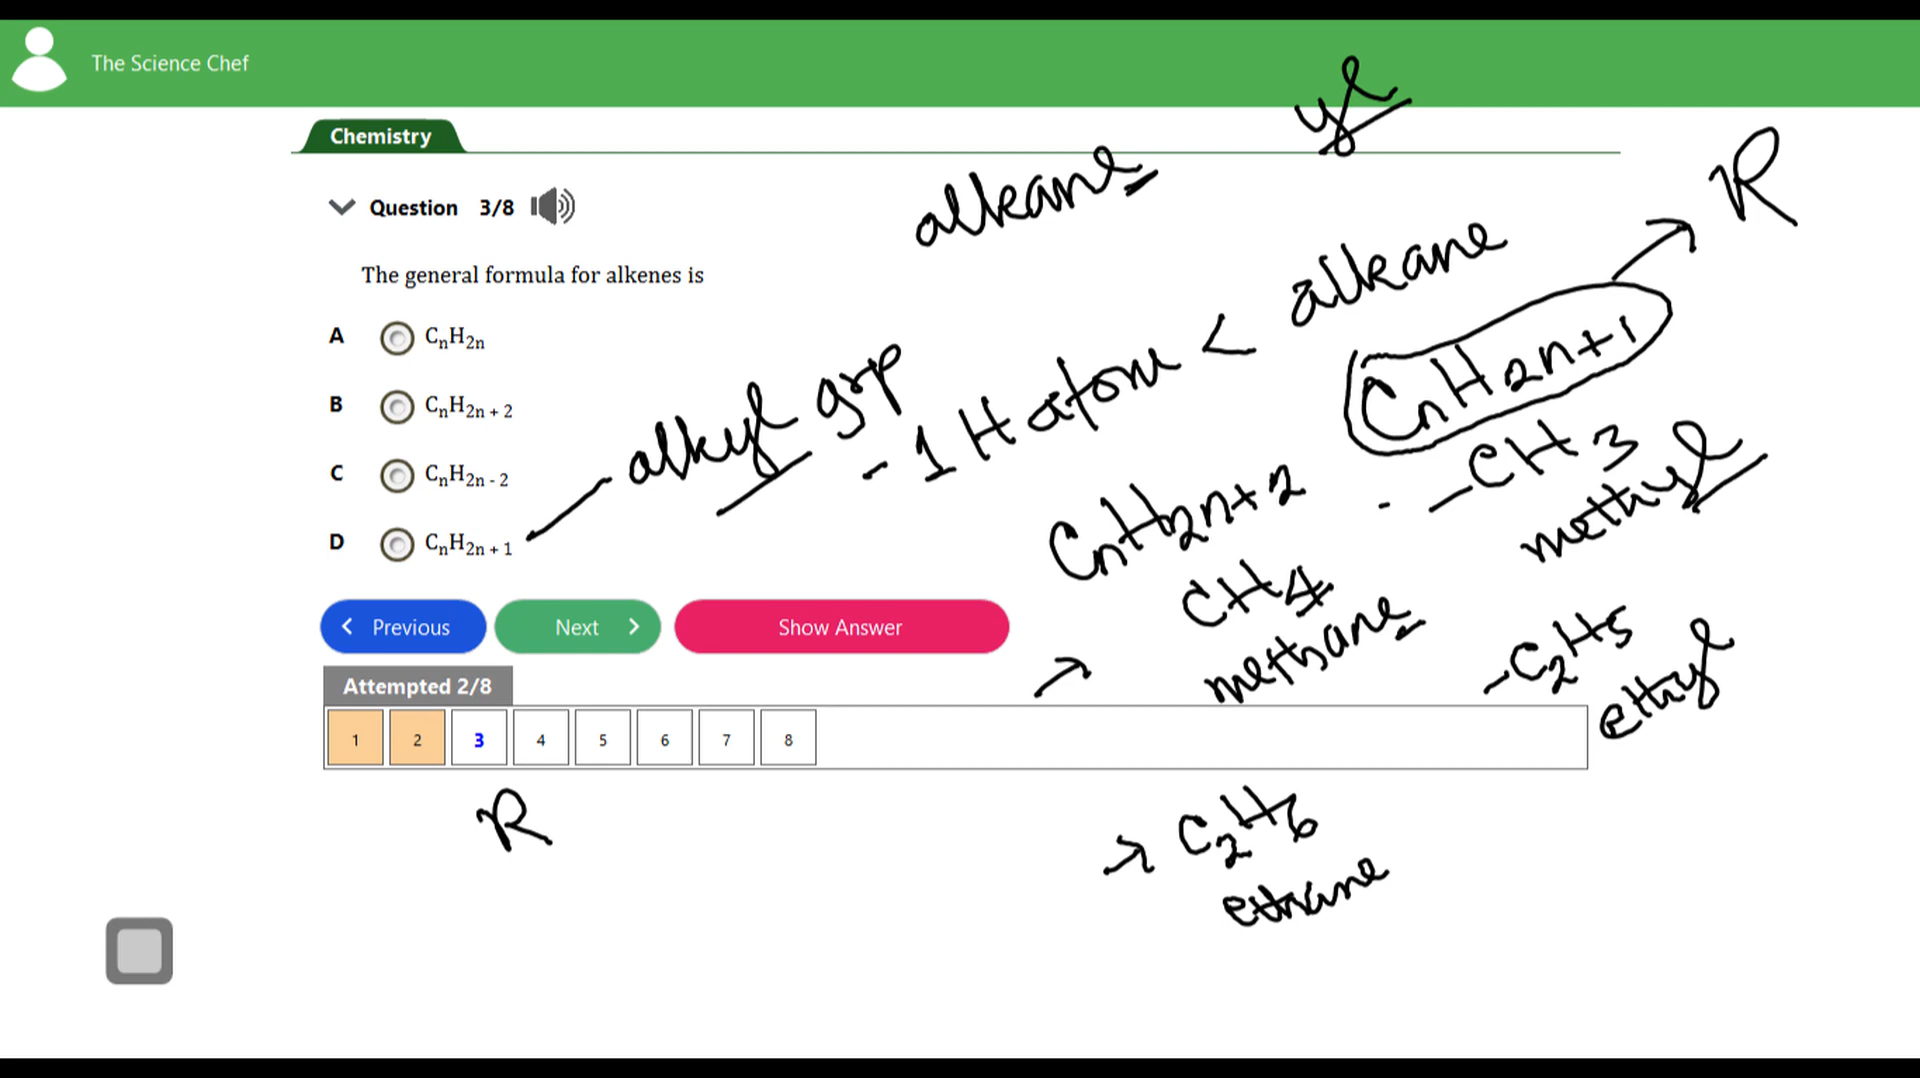 The Science Chef
Chemistry
Question 3/8
The general formula for alkenes is
A CnH2n
B CnH2n + 2
C CnH2n - 2
D CnH2n + 1
Previous
Next
Show Answer
Attempted 2/8
1 2 3 4 5 6 7 8
yl
alkane
R
alkyl grp
- 1 H atom < alkane
CnH2n+1
CnH2n+2
- CH3
methyl
CH4
methane
- C2H5
ethyl
R
→ C2H6
ethane